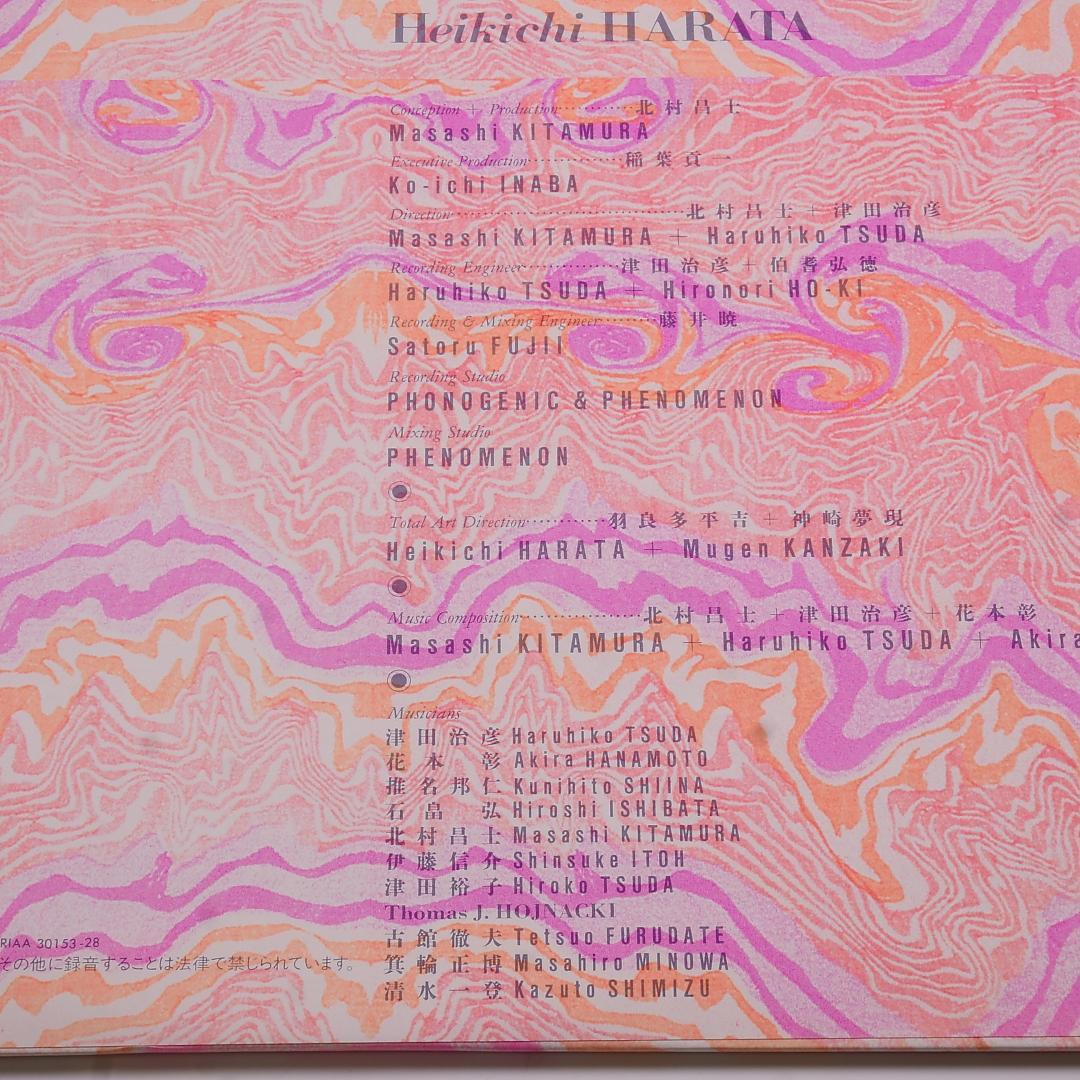 Heikichi HARATA
Conception + Production············北村昌士
Masashi KITAMURA
Executive Production··············稲葉貢一
Ko-ichi INABA
Direction···································北村昌士+津田治彦
Masashi KITAMURA + Haruhiko TSUDA
Recording Engineer··············津田治彦+伯耆弘徳
Haruhiko TSUDA + Hironori HO-KI
Recording & Mixing Engineer·········藤井暁
Satoru FUJII
Recording Studio
PHONOGENIC & PHENOMENON
Mixing Studio
PHENOMENON
Total Art Direction············羽良多平吉+神崎夢現
Heikichi HARATA + Mugen KANZAKI
Music Composition··················北村昌士+津田治彦+花本彰
Masashi KITAMURA + Haruhiko TSUDA + Akira
Musicians
津田治彦 Haruhiko TSUDA
花本彰 Akira HANAMOTO
推名邦仁 Kunihito SHIINA
石畠弘 Hiroshi ISHIBATA
北村昌士 Masashi KITAMURA
伊藤信介 Shinsuke ITOH
津田裕子 Hiroko TSUDA
Thomas J. HOJNACKI
古館徹夫 Tetsuo FURUDATE
箕輪正博 Masahiro MINOWA
清水一登 Kazuto SHIMIZU
RIAA 30153-28
その他に録音することは法律で禁じられています。